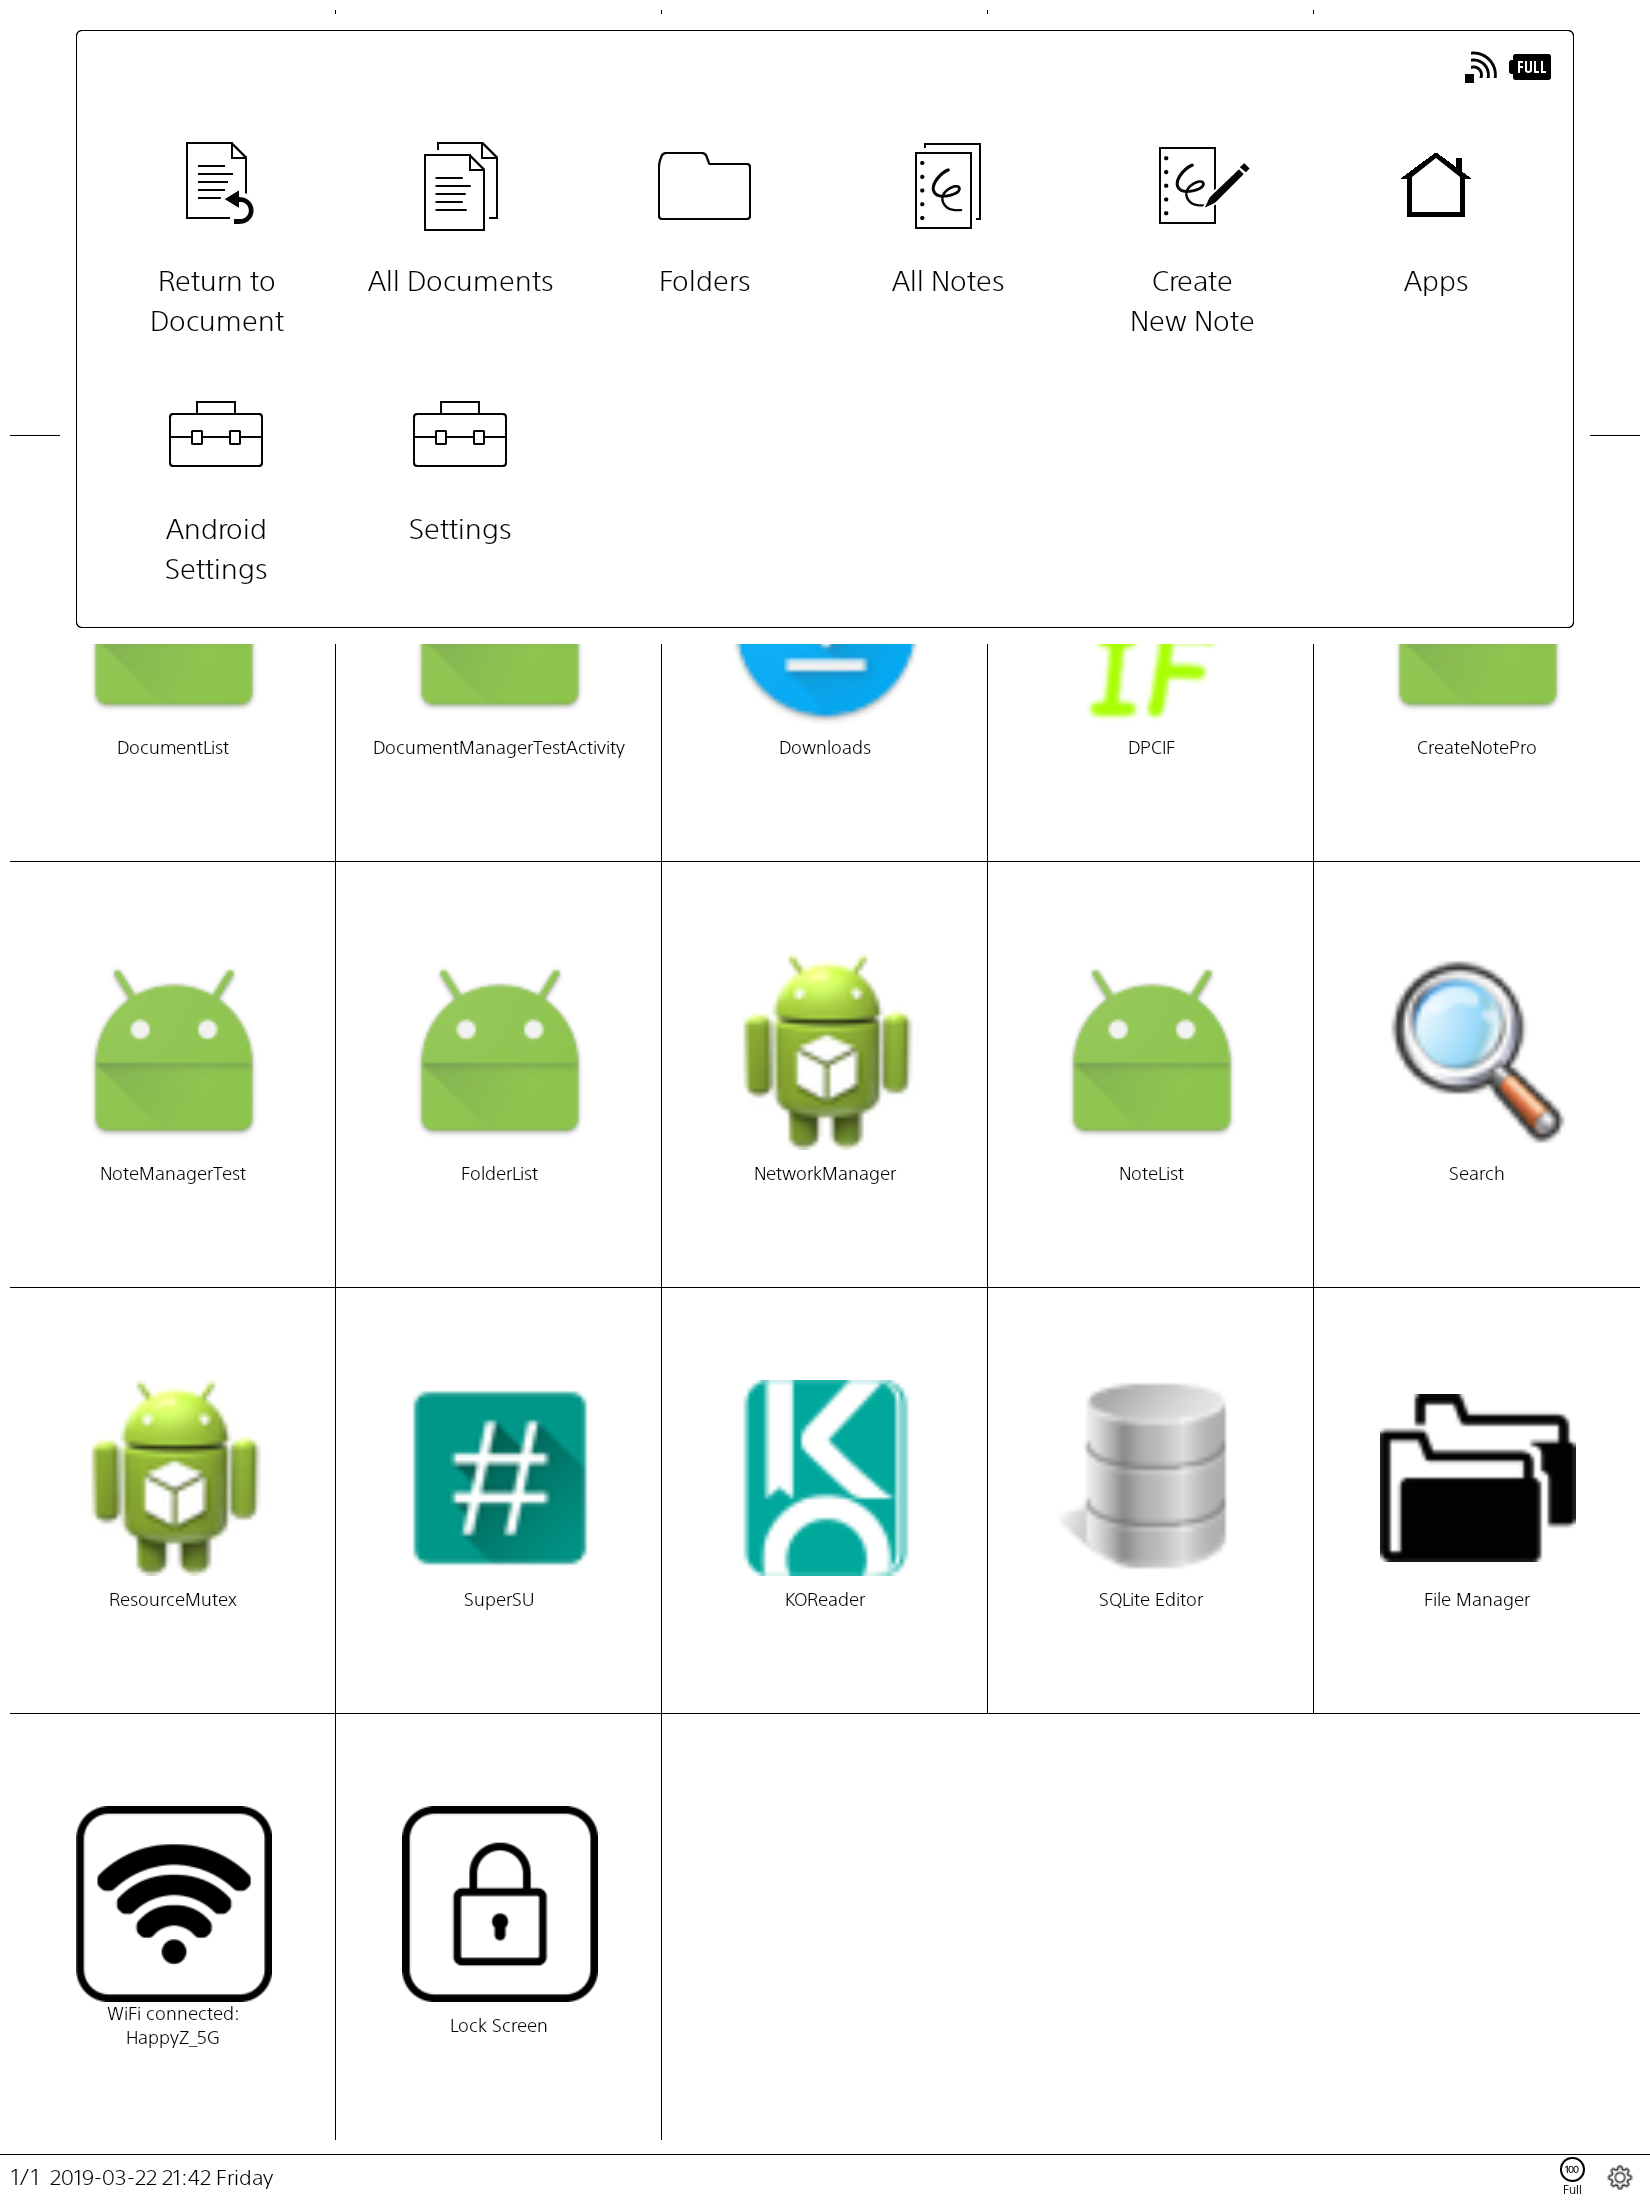 FULL
Return to
Document
All Documents
Folders
All Notes
Create
New Note
Apps
Android
Settings
Settings
IF
DocumentList
DocumentManagerTestActivity
Downloads
DPCIF
CreateNotePro
NoteManagerTest
FolderList
NetworkManager
NoteList
Search
#
KO
ResourceMutex
SuperSU
KOReader
SQLite Editor
File Manager
WiFi connected:
HappyZ_5G
Lock Screen
1/1 2019-03-22 21:42 Friday
100
Full